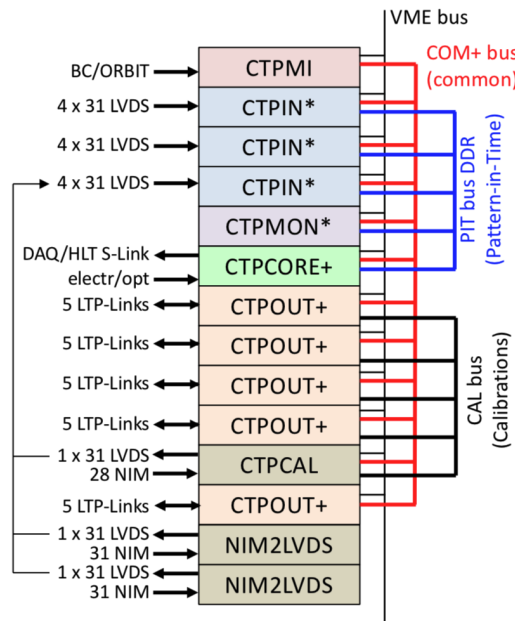 VME bus
COM+ bus
(common)
BC/ORBIT
CTPMI
4 x 31 LVDS
CTPIN*
4 x 31 LVDS
CTPIN*
4 x 31 LVDS
CTPIN*
CTPMON*
PIT bus DDR
(Pattern-in-Time)
DAQ/HLT S-Link
electr/opt
CTPCORE+
5 LTP-Links
CTPOUT+
5 LTP-Links
CTPOUT+
5 LTP-Links
CTPOUT+
5 LTP-Links
CTPOUT+
CAL bus
(Calibrations)
1 x 31 LVDS
28 NIM
CTPCAL
5 LTP-Links
CTPOUT+
1 x 31 LVDS
31 NIM
NIM2LVDS
1 x 31 LVDS
31 NIM
NIM2LVDS